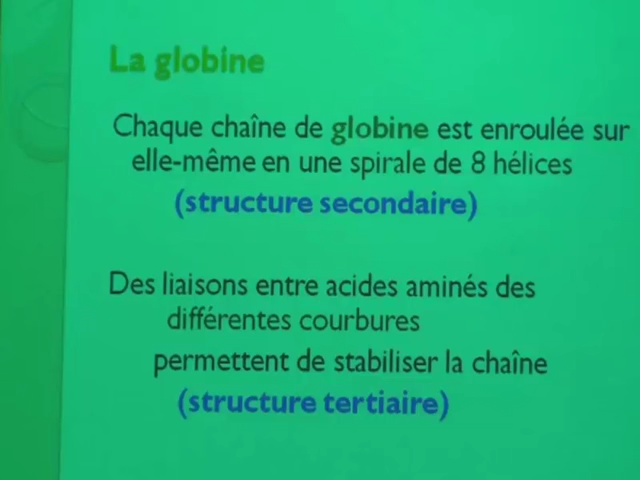 La globine
Chaque chaîne de globine est enroulée sur
elle-même en une spirale de 8 hélices
(structure secondaire)
Des liaisons entre acides aminés des
différentes courbures
permettent de stabiliser la chaîne
(structure tertiaire)